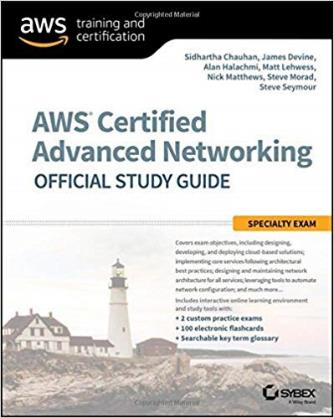 aws training and
certification
Sidhartha Chauhan, James Devine,
Alan Halachmi, Matt Lehwess,
Nick Matthews, Steve Morad,
Steve Seymour
AWS® Certified
Advanced Networking
OFFICIAL STUDY GUIDE
SPECIALTY EXAM
Covers exam objectives, including designing,
developing, and deploying cloud-based solutions;
implementing core services following architectural
best practices; designing and maintaining network
architecture for all services; leveraging tools to automate
network configuration; and much more...
Includes interactive online learning environment
and study tools with:
• 2 custom practice exams
• 100 electronic flashcards
• Searchable key term glossary
SYBEX
A Wiley Brand